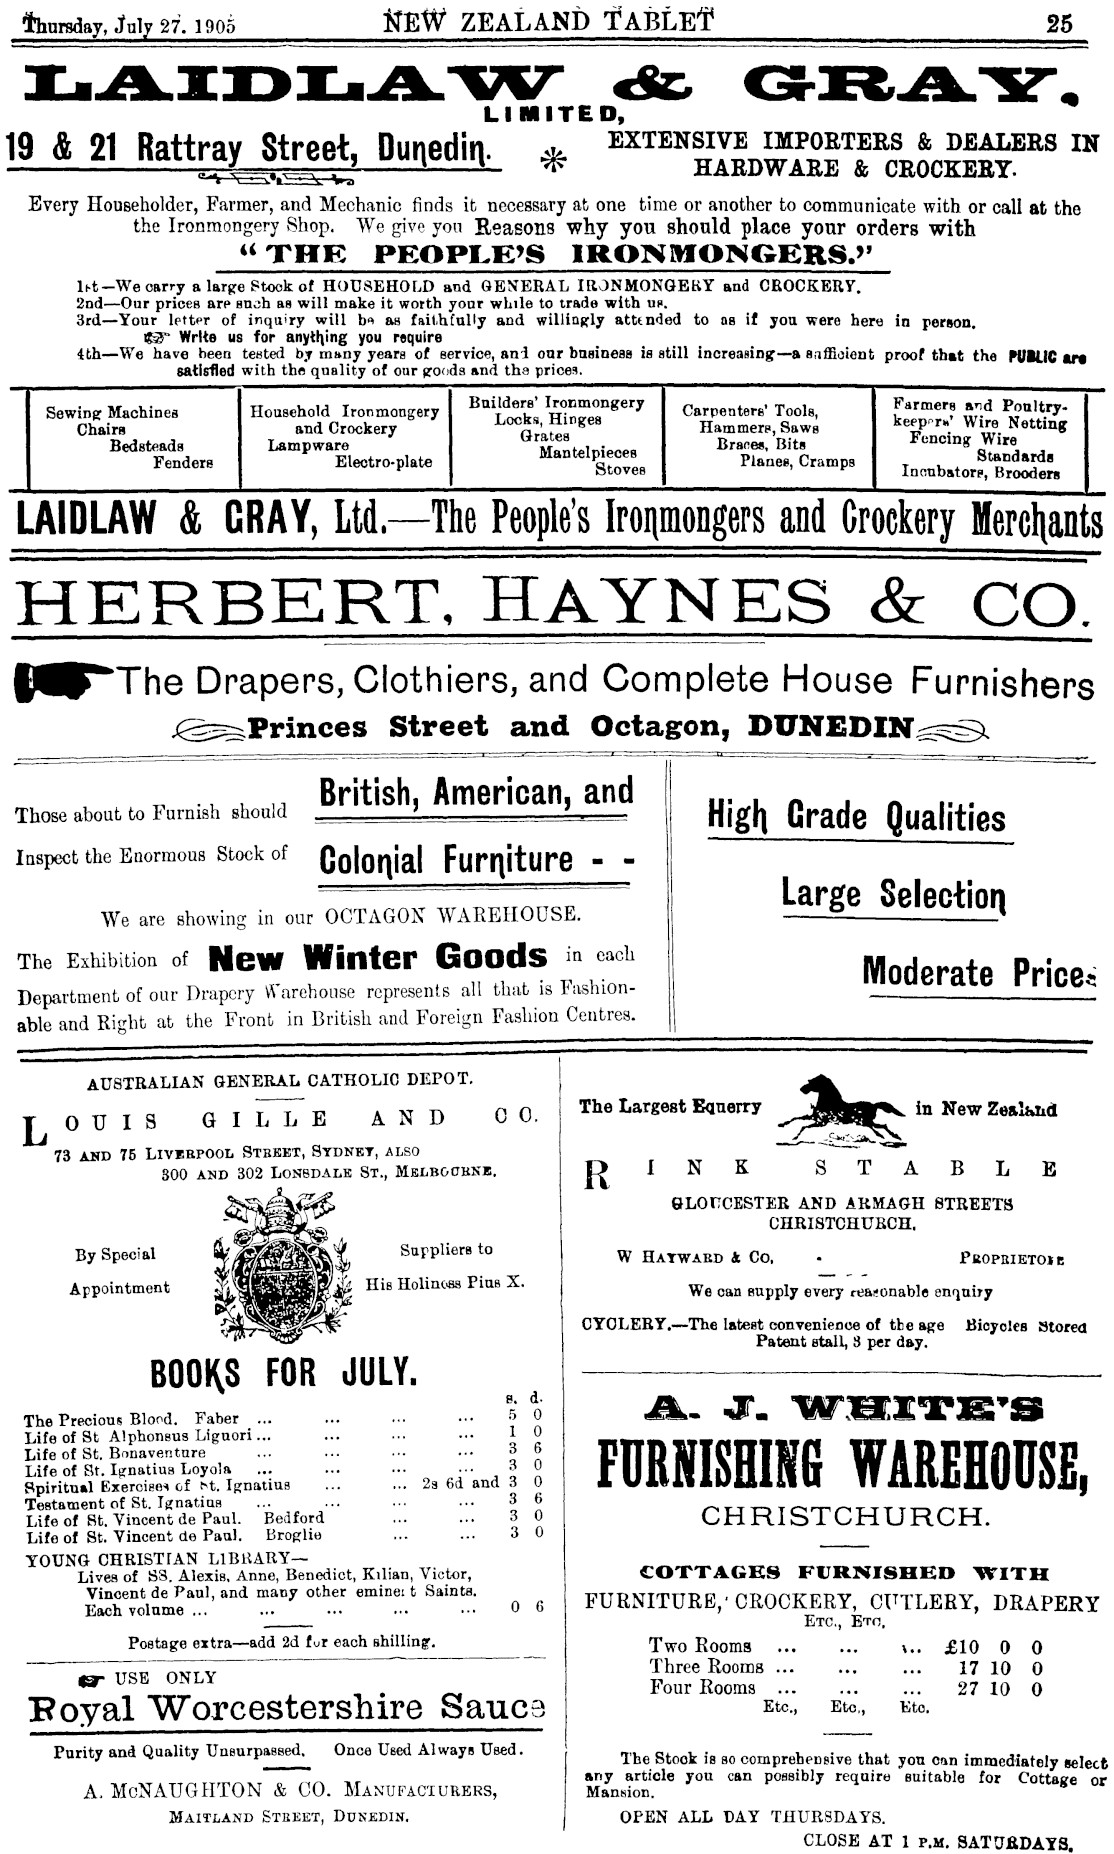 Thursday, July 27. 1905
NEW ZEALAND TABLET
25
LAIDLAW & GRAY,
LIMITED,
19 & 21 Rattray Street, Dunedin.
EXTENSIVE IMPORTERS & DEALERS IN
HARDWARE & CROCKERY.
Every Householder, Farmer, and Mechanic finds it necessary at one time or another to communicate with or call at the
the Ironmongery Shop. We give you Reasons why you should place your orders with
"THE PEOPLE'S IRONMONGERS."
1st—We carry a large Stock of HOUSEHOLD and GENERAL IRONMONGERY and CROCKERY.
2nd—Our prices are such as will make it worth your while to trade with us.
3rd—Your letter of inquiry will be as faithfully and willingly attended to as if you were here in person.
☞ Write us for anything you require
4th—We have been tested by many years of service, and our business is still increasing—a sufficient proof that the PUBLIC are
satisfied with the quality of our goods and the prices.
Sewing Machines
Chairs
Bedsteads
Fenders
Household Ironmongery
and Crockery
Lampware
Electro-plate
Builders' Ironmongery
Locks, Hinges
Grates
Mantelpieces
Stoves
Carpenters' Tools,
Hammers, Saws
Braces, Bits
Planes, Cramps
Farmers and Poultry-
keepers' Wire Netting
Fencing Wire
Standards
Incubators, Brooders
LAIDLAW & GRAY, Ltd.—The People's Ironmongers and Crockery Merchants
HERBERT, HAYNES & CO.
The Drapers, Clothiers, and Complete House Furnishers
Princes Street and Octagon, DUNEDIN
Those about to Furnish should
Inspect the Enormous Stock of
British, American, and
Colonial Furniture - -
We are showing in our OCTAGON WAREHOUSE.
The Exhibition of New Winter Goods in each
Department of our Drapery Warehouse represents all that is Fashion-
able and Right at the Front in British and Foreign Fashion Centres.
High Grade Qualities
Large Selection
Moderate Prices
AUSTRALIAN GENERAL CATHOLIC DEPOT.
LOUIS GILLE AND CO.
73 AND 75 LIVERPOOL STREET, SYDNEY, ALSO
300 AND 302 LONSDALE ST., MELBOURNE.
By Special
Appointment
Suppliers to
His Holiness Pius X.
BOOKS FOR JULY.
s. d.
The Precious Blood. Faber ... ... ... ... 5 0
Life of St Alphonsus Liguori ... ... ... ... 1 0
Life of St. Bonaventure ... ... ... ... 3 6
Life of St. Ignatius Loyola ... ... ... ... 3 0
Spiritual Exercises of St. Ignatius ... ... 2s 6d and 3 0
Testament of St. Ignatius ... ... ... ... 3 6
Life of St. Vincent de Paul. Bedford ... ... 3 0
Life of St. Vincent de Paul. Broglie ... ... 3 0
YOUNG CHRISTIAN LIBRARY—
Lives of SS. Alexis, Anne, Benedict, Kilian, Victor,
Vincent de Paul, and many other eminent Saints.
Each volume ... ... ... ... ... 0 6
Postage extra—add 2d for each shilling.
☞ USE ONLY
Royal Worcestershire Sauce
Purity and Quality Unsurpassed. Once Used Always Used.
A. McNAUGHTON & CO. MANUFACTURERS,
MAITLAND STREET, DUNEDIN.
The Largest Equerry in New Zealand
RINK STABLE
GLOUCESTER AND ARMAGH STREETS
CHRISTCHURCH.
W HAYWARD & CO, - PROPRIETORS
We can supply every reasonable enquiry
CYCLERY.—The latest convenience of the age Bicycles Stored
Patent stall, 3 per day.
A. J. WHITE'S
FURNISHING WAREHOUSE,
CHRISTCHURCH.
COTTAGES FURNISHED WITH
FURNITURE, CROCKERY, CUTLERY, DRAPERY
ETC., ETC.
Two Rooms ... ... ... £10 0 0
Three Rooms ... ... ... 17 10 0
Four Rooms ... ... ... 27 10 0
Etc., Etc., Etc.
The Stock is so comprehensive that you can immediately select
any article you can possibly require suitable for Cottage or
Mansion.
OPEN ALL DAY THURSDAYS.
CLOSE AT 1 P.M. SATURDAYS.